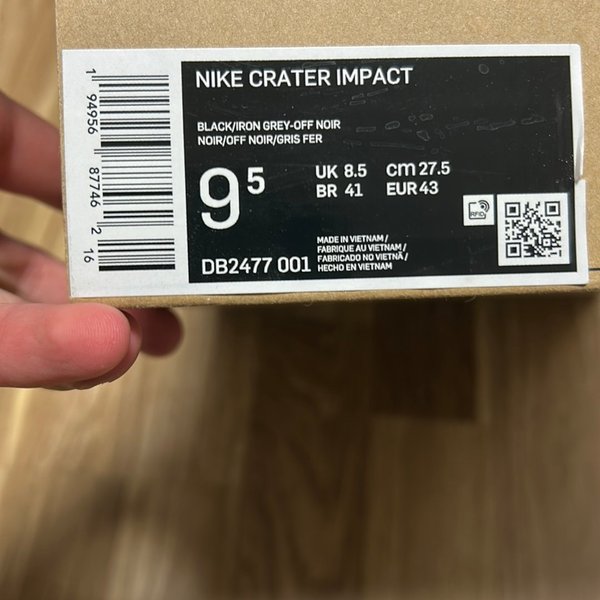 NIKE CRATER IMPACT
BLACK/IRON GREY-OFF NOIR
NOIR/OFF NOIR/GRIS FER
9 5
UK 8.5 cm 27.5
BR 41 EUR 43
RFID
MADE IN VIETNAM /
FABRIQUE AU VIETNAM /
FABRICADO NO VIETNÃ /
HECHO EN VIETNAM
DB2477 001
1 94956 87746 2 16